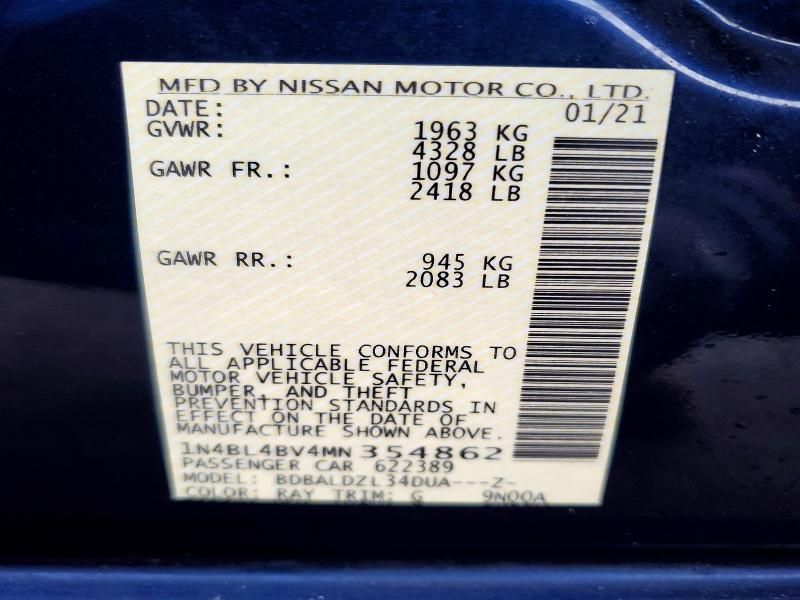 MFD BY NISSAN MOTOR CO., LTD.
DATE: 01/21
GVWR: 1963 KG
4328 LB
GAWR FR.: 1097 KG
2418 LB
GAWR RR.: 945 KG
2083 LB
THIS VEHICLE CONFORMS TO
ALL APPLICABLE FEDERAL
MOTOR VEHICLE SAFETY,
BUMPER, AND THEFT
PREVENTION STANDARDS IN
EFFECT ON THE DATE OF
MANUFACTURE SHOWN ABOVE.
1N4BL4BV4MN354862
PASSENGER CAR 622389
MODEL: BDBALDZL34DUA---Z-
COLOR: RAY TRIM: G 9N00A